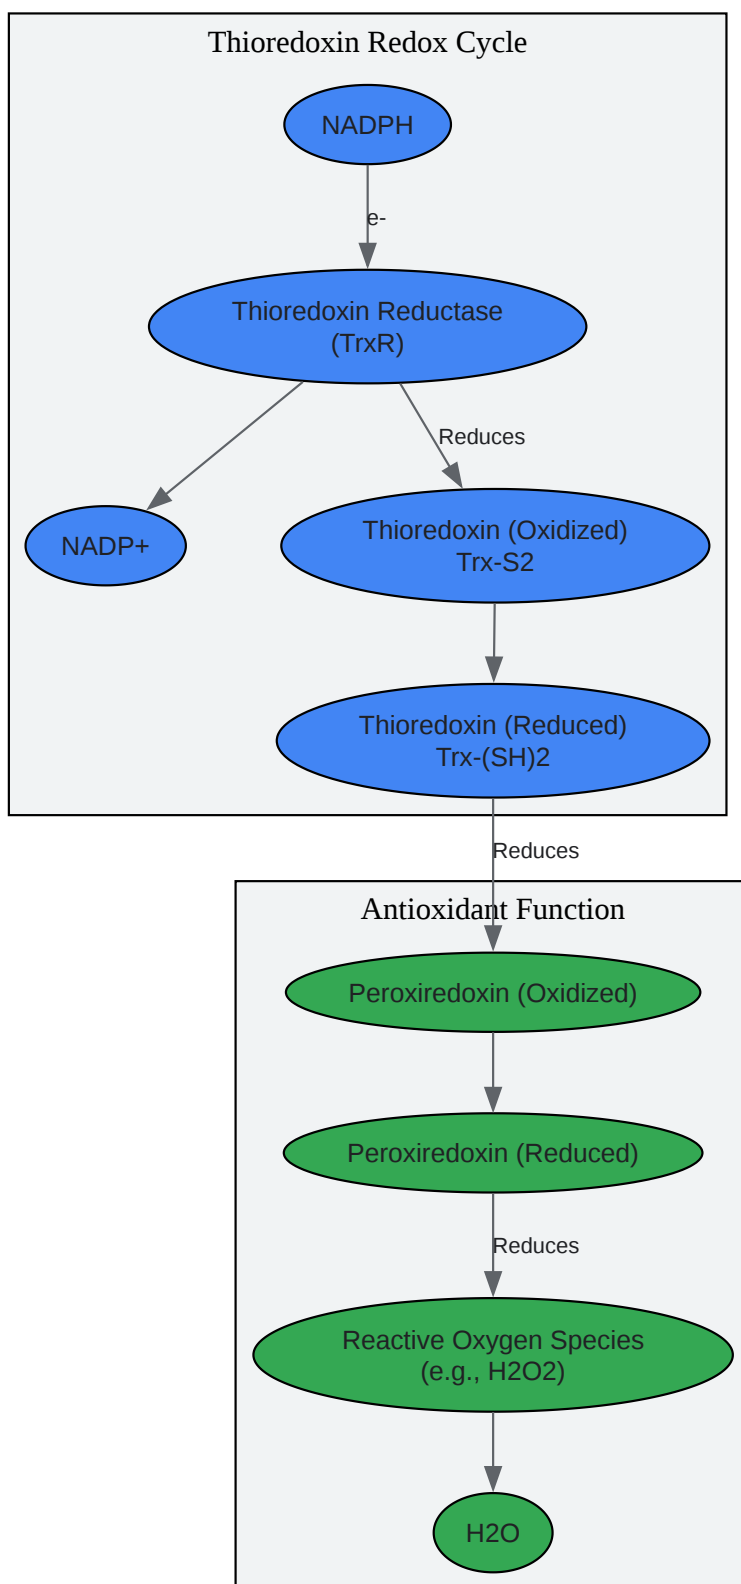 Thioredoxin Redox Cycle
NADPH
e-
Thioredoxin Reductase
(TrxR)
Reduces
NADP+
Thioredoxin (Oxidized)
Trx-S2
Thioredoxin (Reduced)
Trx-(SH)2
Reduces
Antioxidant Function
Peroxiredoxin (Oxidized)
Peroxiredoxin (Reduced)
Reduces
Reactive Oxygen Species
(e.g., H2O2)
H2O